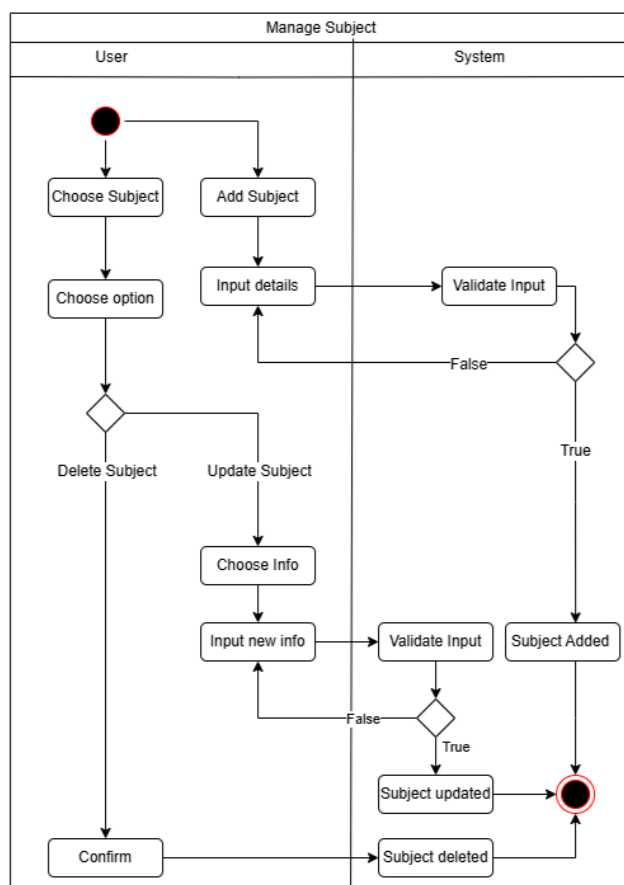 Manage Subject
User
System
Choose Subject
Add Subject
Choose option
Input details
Validate Input
False
True
Delete Subject
Update Subject
Choose Info
Input new info
Validate Input
Subject Added
False
True
Subject updated
Confirm
Subject deleted